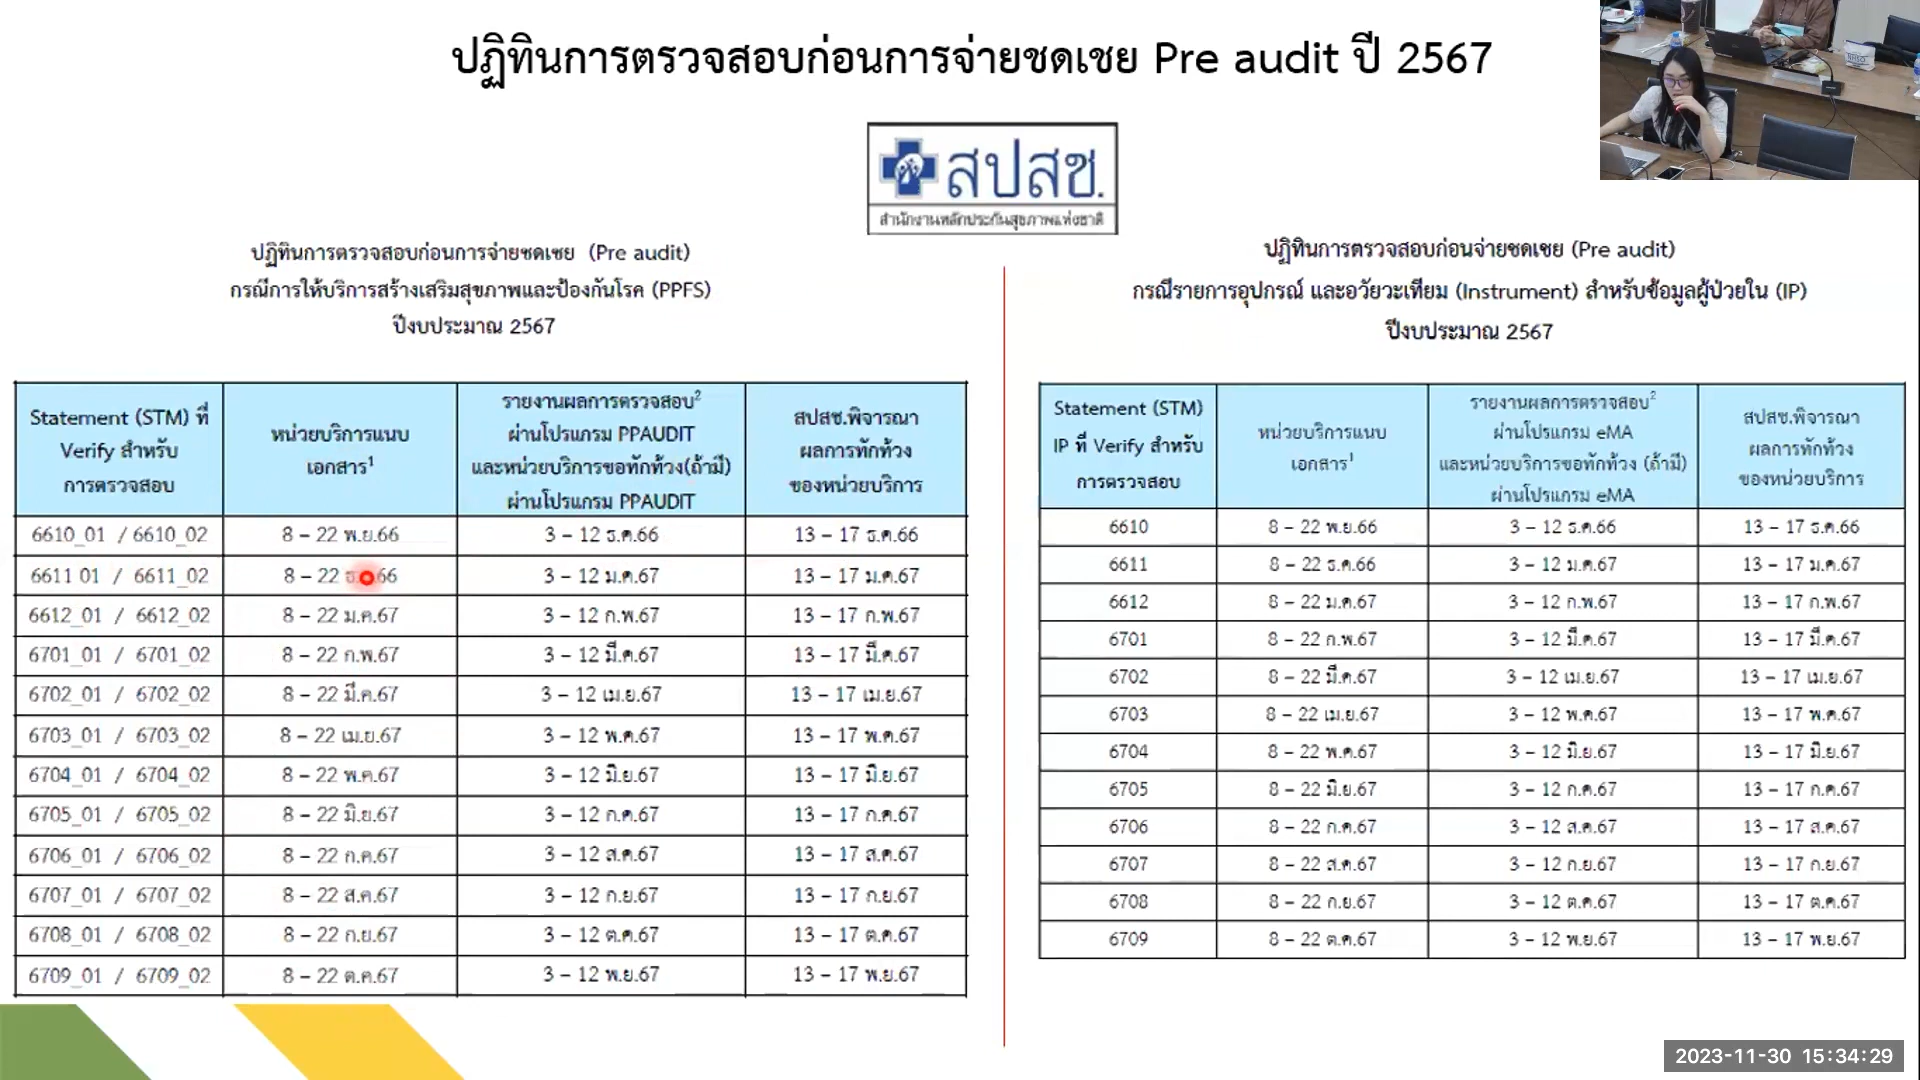 ปฏิทินการตรวจสอบก่อนการจ่ายชดเชย Pre audit ปี 2567
สปสช.
สำนักงานหลักประกันสุขภาพแห่งชาติ
ปฏิทินการตรวจสอบก่อนการจ่ายชดเชย (Pre audit)
กรณีการให้บริการสร้างเสริมสุขภาพและป้องกันโรค (PPFS)
ปีงบประมาณ 2567
Statement (STM) ที่ Verify สำหรับ การตรวจสอบ | หน่วยบริการแนบ เอกสาร1 | รายงานผลการตรวจสอบ2 ผ่านโปรแกรม PPAUDIT และหน่วยบริการขอทักท้วง(ถ้ามี) ผ่านโปรแกรม PPAUDIT | สปสช.พิจารณา ผลการทักท้วง ของหน่วยบริการ
6610_01 / 6610_02 8 – 22 พ.ย.66 3 – 12 ธ.ค.66 13 – 17 ธ.ค.66
6611 01 / 6611_02 8 – 22 66 3 – 12 ม.ค.67 13 – 17 ม.ค.67
6612_01 / 6612_02 8 – 22 ม.ค.67 3 – 12 ก.พ.67 13 – 17 ก.พ.67
6701_01 / 6701_02 8 – 22 ก.พ.67 3 – 12 มี.ค.67 13 – 17 มี.ค.67
6702_01 / 6702_02 8 – 22 มี.ค.67 3 – 12 เม.ย.67 13 – 17 เม.ย.67
6703_01 / 6703_02 8 – 22 เม.ย.67 3 – 12 พ.ค.67 13 – 17 พ.ค.67
6704_01 / 6704_02 8 – 22 พ.ค.67 3 – 12 มิ.ย.67 13 – 17 มิ.ย.67
6705_01 / 6705_02 8 – 22 มิ.ย.67 3 – 12 ก.ค.67 13 – 17 ก.ค.67
6706_01 / 6706_02 8 – 22 ก.ค.67 3 – 12 ส.ค.67 13 – 17 ส.ค.67
6707_01 / 6707_02 8 – 22 ส.ค.67 3 – 12 ก.ย.67 13 – 17 ก.ย.67
6708_01 / 6708_02 8 – 22 ก.ย.67 3 – 12 ต.ค.67 13 – 17 ต.ค.67
6709_01 / 6709_02 8 – 22 ต.ค.67 3 – 12 พ.ย.67 13 – 17 พ.ย.67
ปฏิทินการตรวจสอบก่อนจ่ายชดเชย (Pre audit)
กรณีรายการอุปกรณ์ และอวัยวะเทียม (Instrument) สำหรับข้อมูลผู้ป่วยใน (IP)
ปีงบประมาณ 2567
Statement (STM) IP ที่ Verify สำหรับ การตรวจสอบ | หน่วยบริการแนบ เอกสาร1 | รายงานผลการตรวจสอบ2 ผ่านโปรแกรม eMA และหน่วยบริการขอทักท้วง (ถ้ามี) ผ่านโปรแกรม eMA | สปสช.พิจารณา ผลการทักท้วง ของหน่วยบริการ
6610 8 – 22 พ.ย.66 3 – 12 ธ.ค.66 13 – 17 ธ.ค.66
6611 8 – 22 ธ.ค.66 3 – 12 ม.ค.67 13 – 17 ม.ค.67
6612 8 – 22 ม.ค.67 3 – 12 ก.พ.67 13 – 17 ก.พ.67
6701 8 – 22 ก.พ.67 3 – 12 มี.ค.67 13 – 17 มี.ค.67
6702 8 – 22 มี.ค.67 3 – 12 เม.ย.67 13 – 17 เม.ย.67
6703 8 – 22 เม.ย.67 3 – 12 พ.ค.67 13 – 17 พ.ค.67
6704 8 – 22 พ.ค.67 3 – 12 มิ.ย.67 13 – 17 มิ.ย.67
6705 8 – 22 มิ.ย.67 3 – 12 ก.ค.67 13 – 17 ก.ค.67
6706 8 – 22 ก.ค.67 3 – 12 ส.ค.67 13 – 17 ส.ค.67
6707 8 – 22 ส.ค.67 3 – 12 ก.ย.67 13 – 17 ก.ย.67
6708 8 – 22 ก.ย.67 3 – 12 ต.ค.67 13 – 17 ต.ค.67
6709 8 – 22 ต.ค.67 3 – 12 พ.ย.67 13 – 17 พ.ย.67
2023-11-30 15:34:29